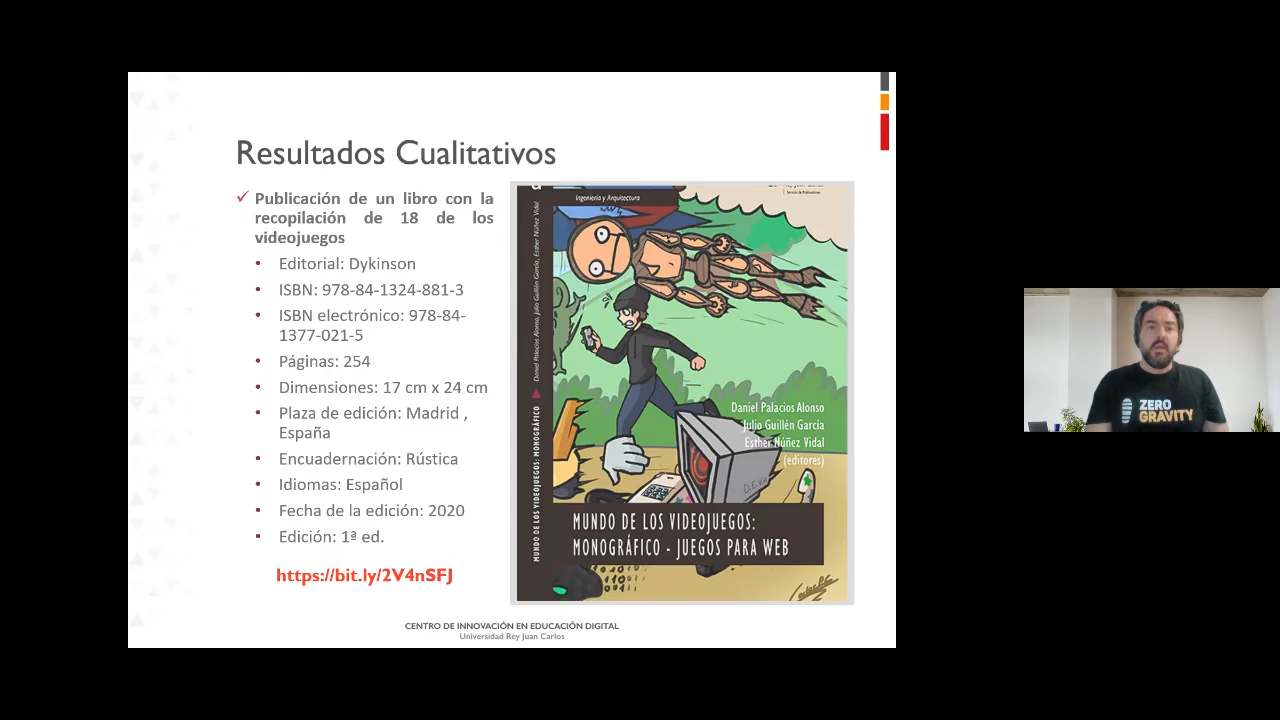 Resultados Cualitativos
✓ Publicación de un libro con la
recopilación de 18 de los
videojuegos
• Editorial: Dykinson
• ISBN: 978-84-1324-881-3
• ISBN electrónico: 978-84-
1377-021-5
• Páginas: 254
• Dimensiones: 17 cm x 24 cm
• Plaza de edición: Madrid ,
España
• Encuadernación: Rústica
• Idiomas: Español
• Fecha de la edición: 2020
• Edición: 1ª ed.
https://bit.ly/2V4nSFJ
Ingeniería y Arquitectura
Servicio de Publicaciones
Daniel Palacios Alonso, Julio Guillén García, Esther Núñez Vidal
MUNDO DE LOS VIDEOJUEGOS: MONOGRÁFICO
Daniel Palacios Alonso
Julio Guillén García
Esther Núñez Vidal
(editores)
MUNDO DE LOS VIDEOJUEGOS:
MONOGRÁFICO - JUEGOS PARA WEB
CENTRO DE INNOVACIÓN EN EDUCACIÓN DIGITAL
Universidad Rey Juan Carlos
ZERO
GRAVITY